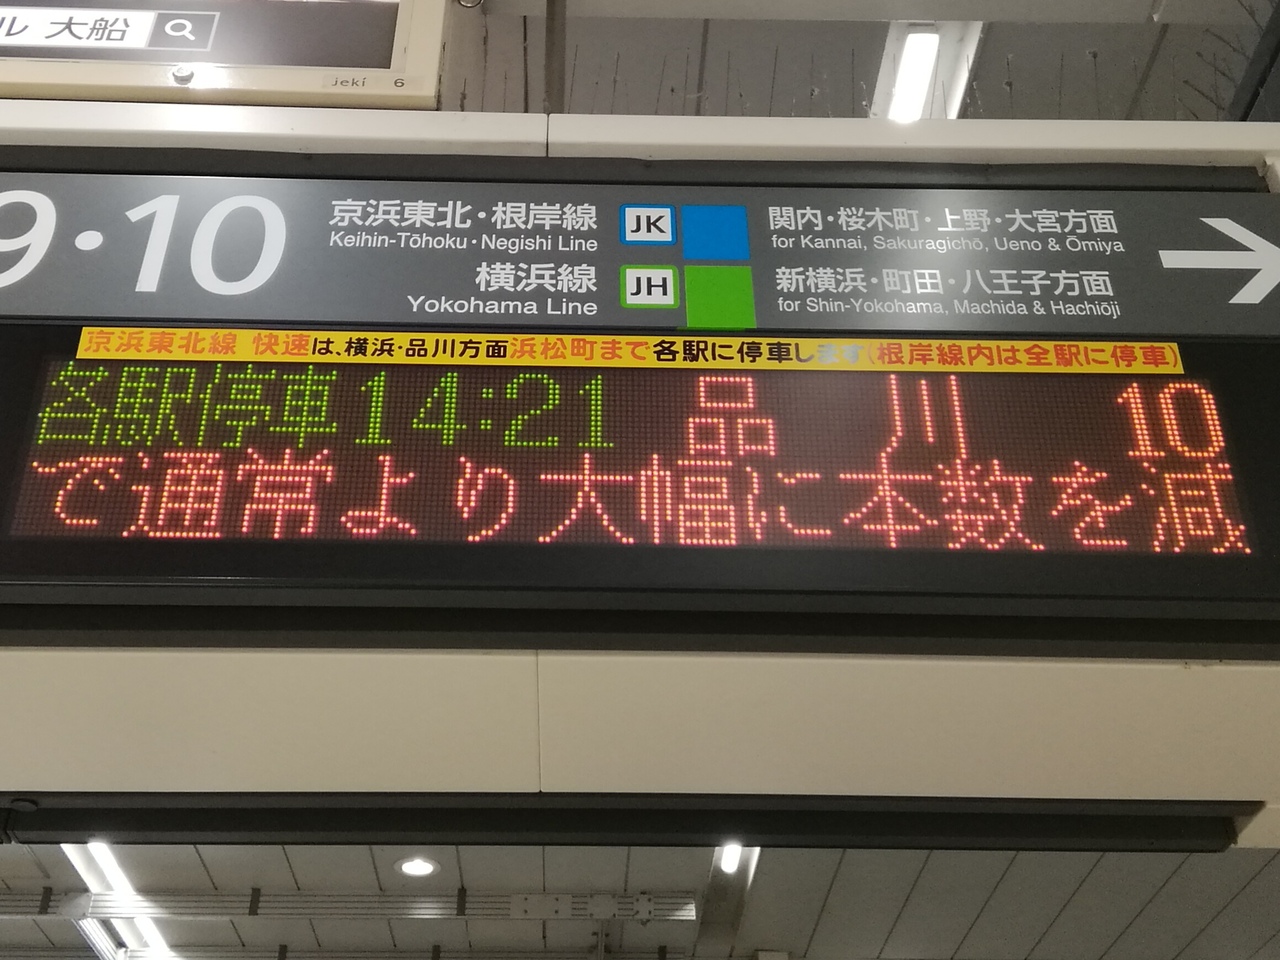 ル 大船
jeki 6
9・10
京浜東北・根岸線 JK 関内・桜木町・上野・大宮方面
Keihin-Tōhoku・Negishi Line for Kannai, Sakuragichō, Ueno & Ōmiya
横浜線 JH 新横浜・町田・八王子方面
Yokohama Line for Shin-Yokohama, Machida & Hachiōji
京浜東北線 快速は、横浜・品川方面浜松町まで各駅に停車します(根岸線内は全駅に停車)
各駅停車 14:21 品川 10
で通常より大幅に本数を減